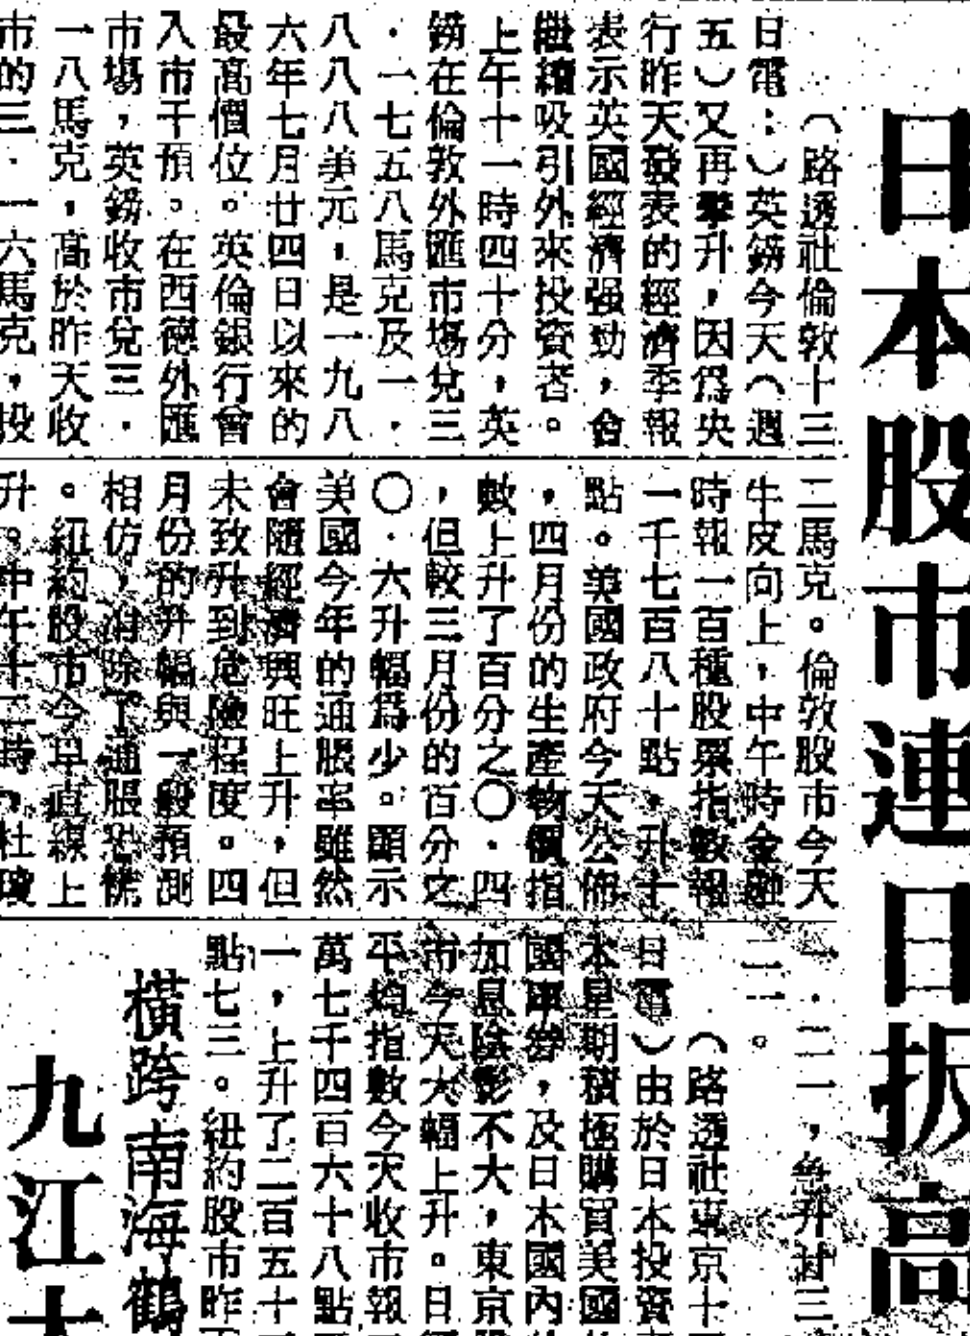 日本股市連日扳高
（路透社倫敦十三
日電：）英鎊今天（週
五）又再攀升，因為央
行昨天發表的經濟季報
表示英國經濟强勁，會
繼續吸引外來投資者。
上午十一時四十分，英
鎊在倫敦外匯市場兌三
．一七五八馬克及一．
八八八八美元，是一九八
六年七月廿四日以來的
最高價位。英倫銀行曾
入市干預。在西德外匯
市場，英鎊收市兌三．
一八馬克，高於昨天收
市的三．一六馬克，投
二馬克。倫敦股市今天
牛皮向上，中午時金融
時報一百種股票指數報
一千七百八十點，升十
點。美國政府今天公佈
，四月份的生產物價指
數上升了百分之〇．四
，但較三月份的百分之
〇．六升幅為少。顯示
美國今年的通脹率雖然
會隨經濟興旺上升，但
未致升到危險程度。四
月份的升幅與一般預測
相仿，消除了通脹恐慌
。紐約股市今早直線上
升。中午十二時，杜瓊
一．二一，急升 三
二一。
（路透社東京十
日電）由於日本投資
本星期積極購買美國
國庫券，及日本國內
加息陰影不大，東京
市今天大幅上升。日
平均指數今天收市報
萬七千四百六十八點
一，上升了二百五十
點七三。紐約股市昨
橫跨南海鶴
九江大